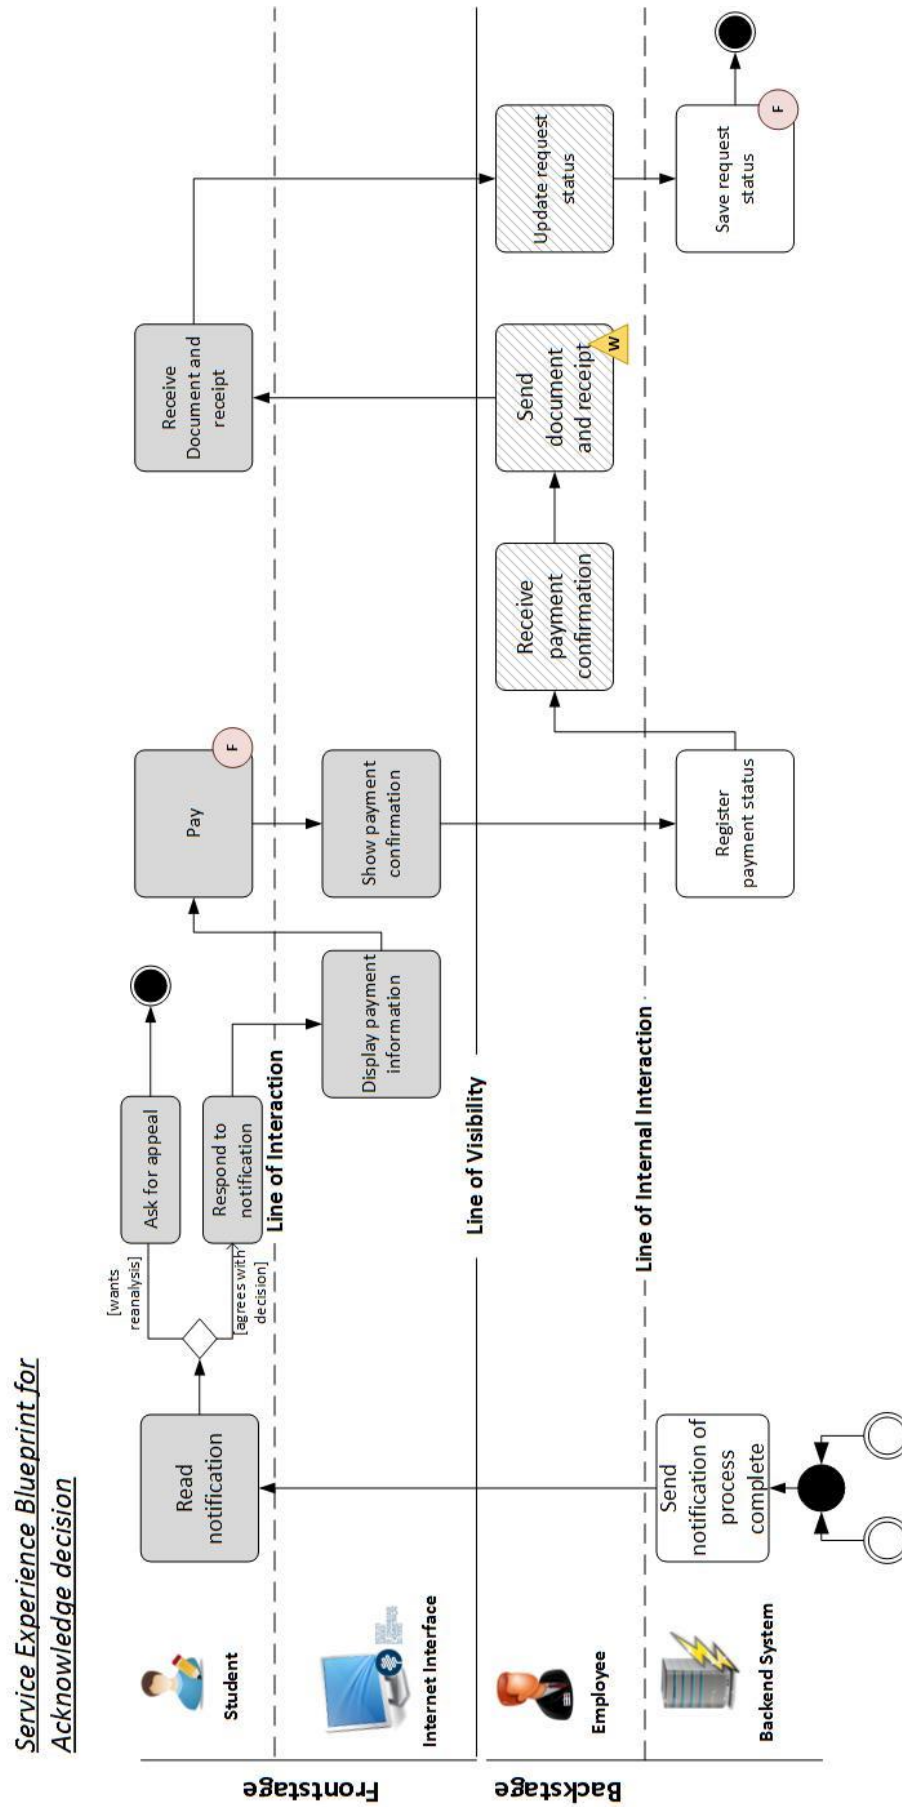 Service Experience Blueprint for
Acknowledge decision
Frontstage
Backstage
Student
Internet Interface
Employee
Backend System
Read
notification
[wants
reanalysis]
[agrees with
decision]
Ask for appeal
Respond to
notification
Line of Interaction
Display payment
information
Pay
F
Show payment
confirmation
Receive
Document and
receipt
Line of Visibility
Receive
payment
confirmation
Send
document
and receipt
W
Update request
status
Line of Internal Interaction
Send
notification of
process
complete
Register
payment status
Save request
status
F